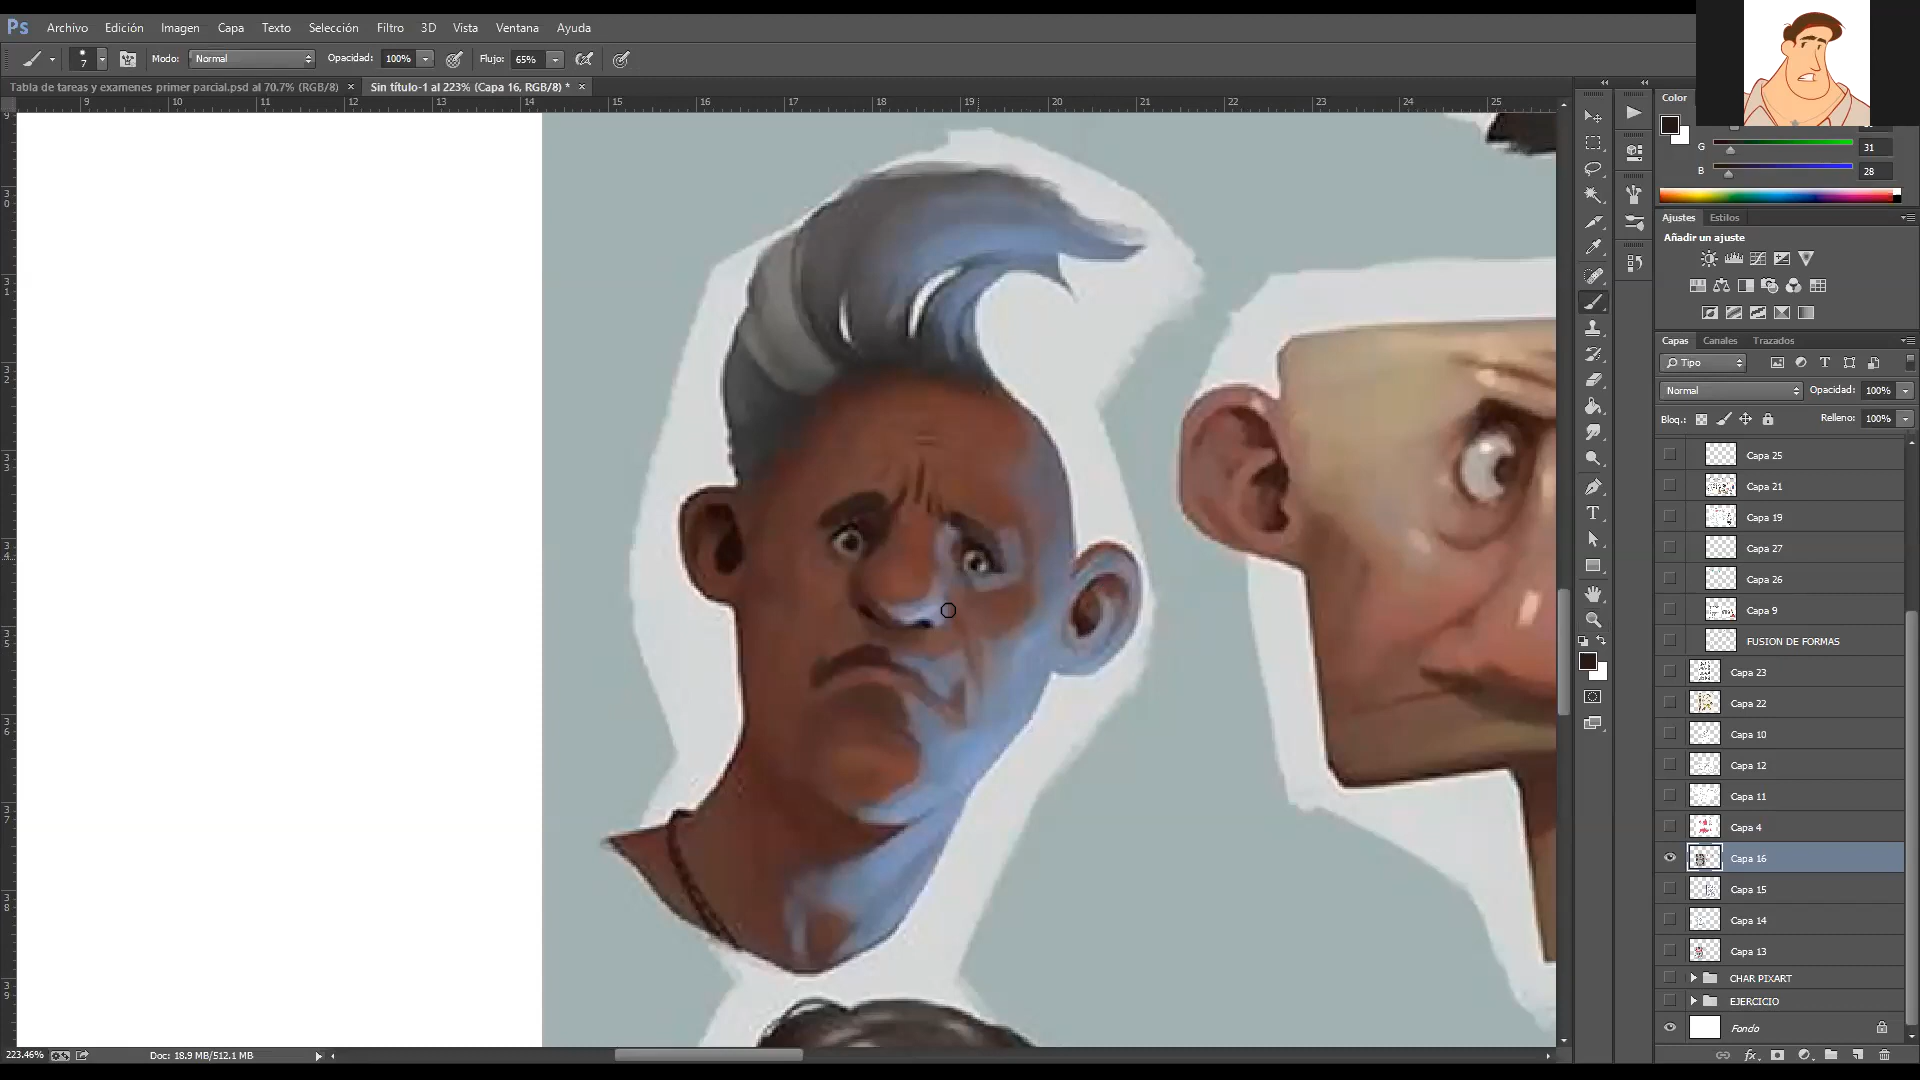 Ps Archivo Edición Imagen Capa Texto Selección Filtro 3D Vista Ventana Ayuda
7 Modo: Normal Opacidad: 100% Flujo: 65%
Tabla de tareas y examenes primer parcial.psd al 70.7% (RGB/8) × Sin título-1 al 223% (Capa 16, RGB/8) * ×
9 10 11 12 13 14 15 16 17 18 19 20 21 22 23 24 25
Color
G 31
B 28
Ajustes Estilos
Añadir un ajuste
Capas Canales Trazados
Tipo
Normal Opacidad: 100%
Bloq.: Relleno: 100%
Capa 25
Capa 21
Capa 19
Capa 27
Capa 26
Capa 9
FUSION DE FORMAS
Capa 23
Capa 22
Capa 10
Capa 12
Capa 11
Capa 4
Capa 16
Capa 15
Capa 14
Capa 13
CHAR PIXART
EJERCICIO
Fondo
223.46% Doc: 18.9 MB/512.1 MB